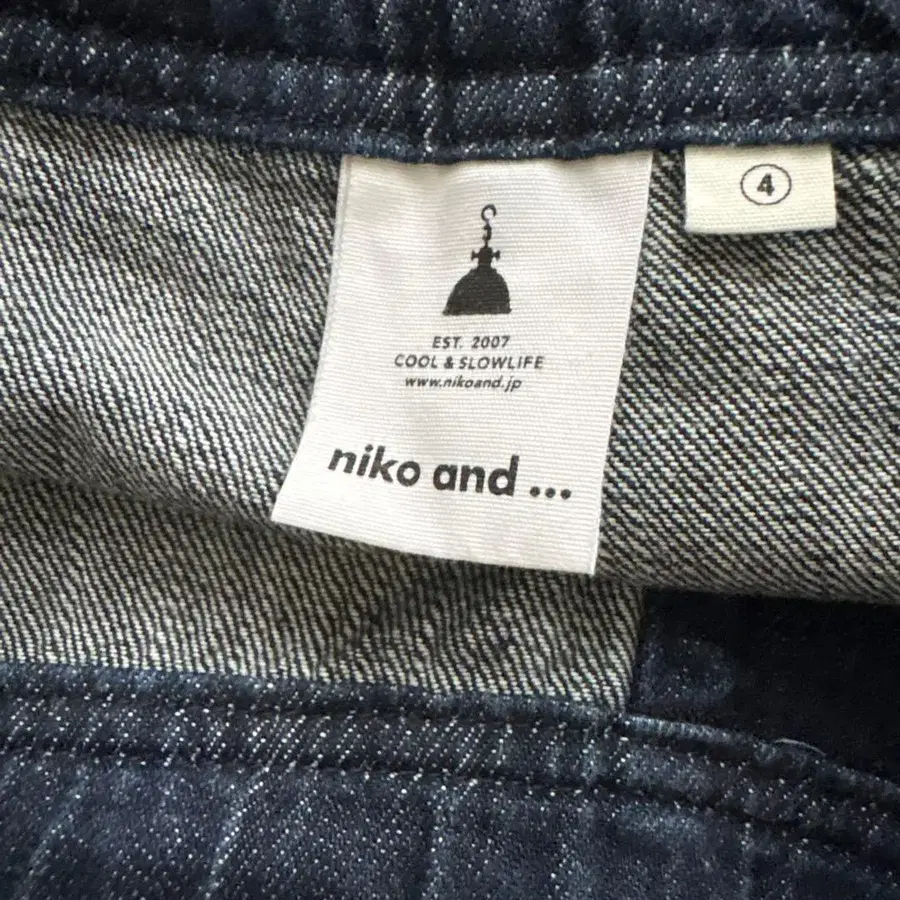 4
EST. 2007
COOL & SLOWLIFE
www.nikoand.jp
niko and ...